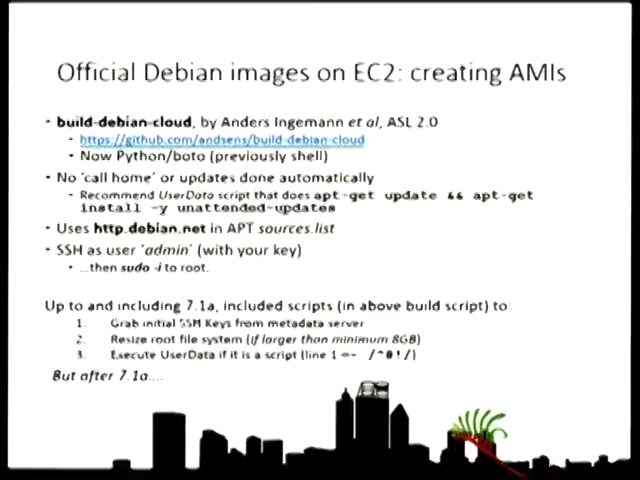 Official Debian images on EC2: creating AMIs
• build-debian-cloud, by Anders Ingemann et al, ASL 2.0
• https://github.com/andsens/build-debian-cloud
• Now Python/boto (previously shell)
• No 'call home' or updates done automatically
• Recommend UserData script that does apt-get update && apt-get
install -y unattended-updates
• Uses http.debian.net in APT sources.list
• SSH as user 'admin' (with your key)
• ...then sudo -i to root.
Up to and including 7.1a, included scripts (in above build script) to:
1. Grab initial SSH Keys from metadata server
2. Resize root file system (if larger than minimum 8GB)
3. Execute UserData if it is a script (line 1 =~ /^#!/)
But after 7.1a....